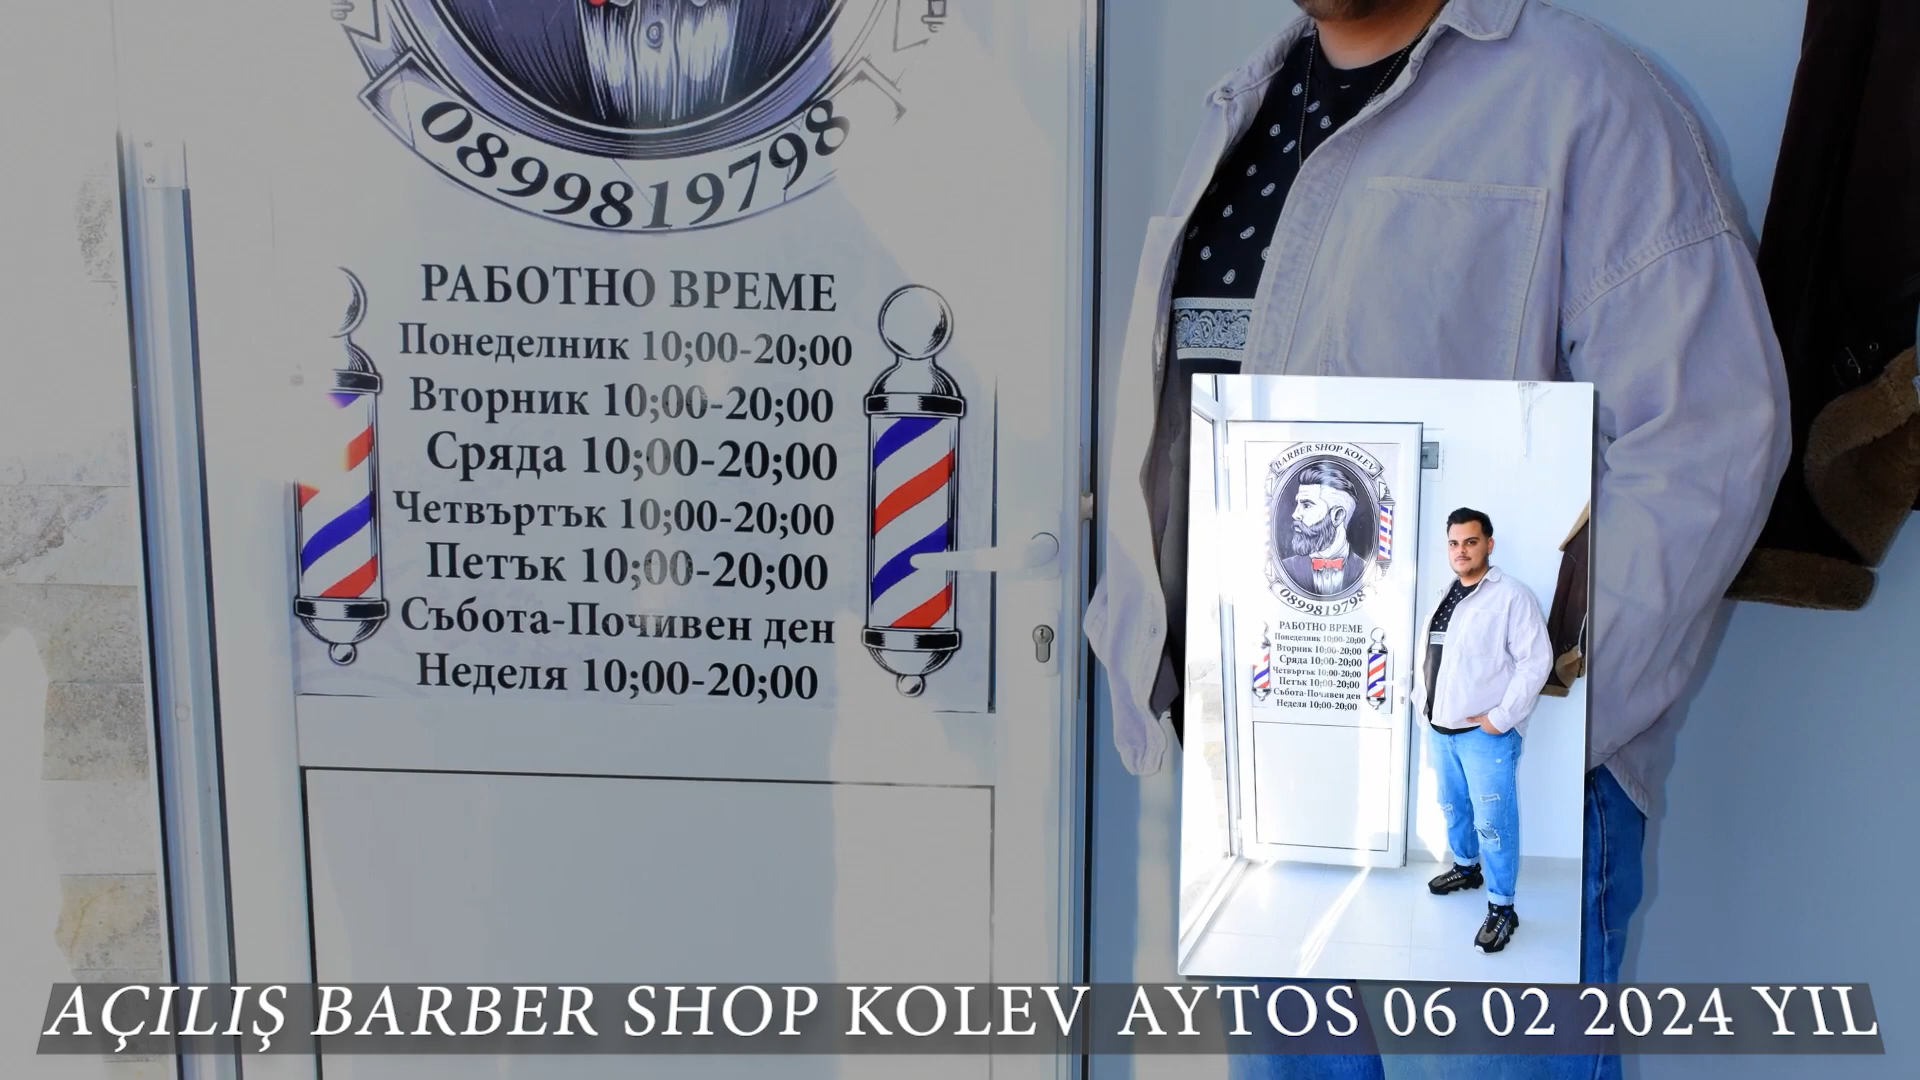 0899819798
РАБОТНО ВРЕМЕ
Понеделник 10;00-20;00
Вторник 10;00-20;00
Сряда 10;00-20;00
Четвъртък 10;00-20;00
Петък 10;00-20;00
Събота-Почивен ден
Неделя 10;00-20;00
BARBER SHOP KOLEV
0899819798
РАБОТНО ВРЕМЕ
Понеделник 10;00-20;00
Вторник 10;00-20;00
Сряда 10;00-20;00
Четвъртък 10;00-20;00
Петък 10;00-20;00
Събота-Почивен ден
Неделя 10;00-20;00
AÇILIŞ BARBER SHOP KOLEV AYTOS 06 02 2024 YIL